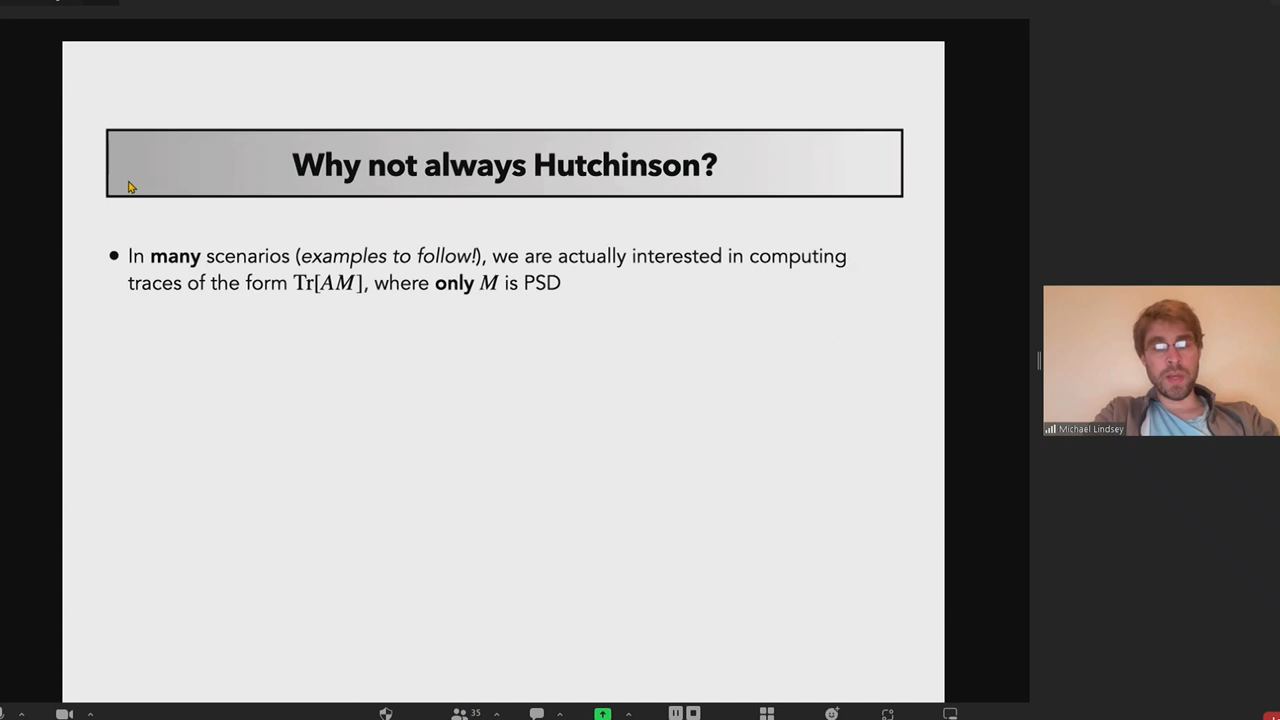 Why not always Hutchinson?
• In many scenarios (examples to follow!), we are actually interested in computing
traces of the form Tr[AM], where only M is PSD
Michael Lindsey
35